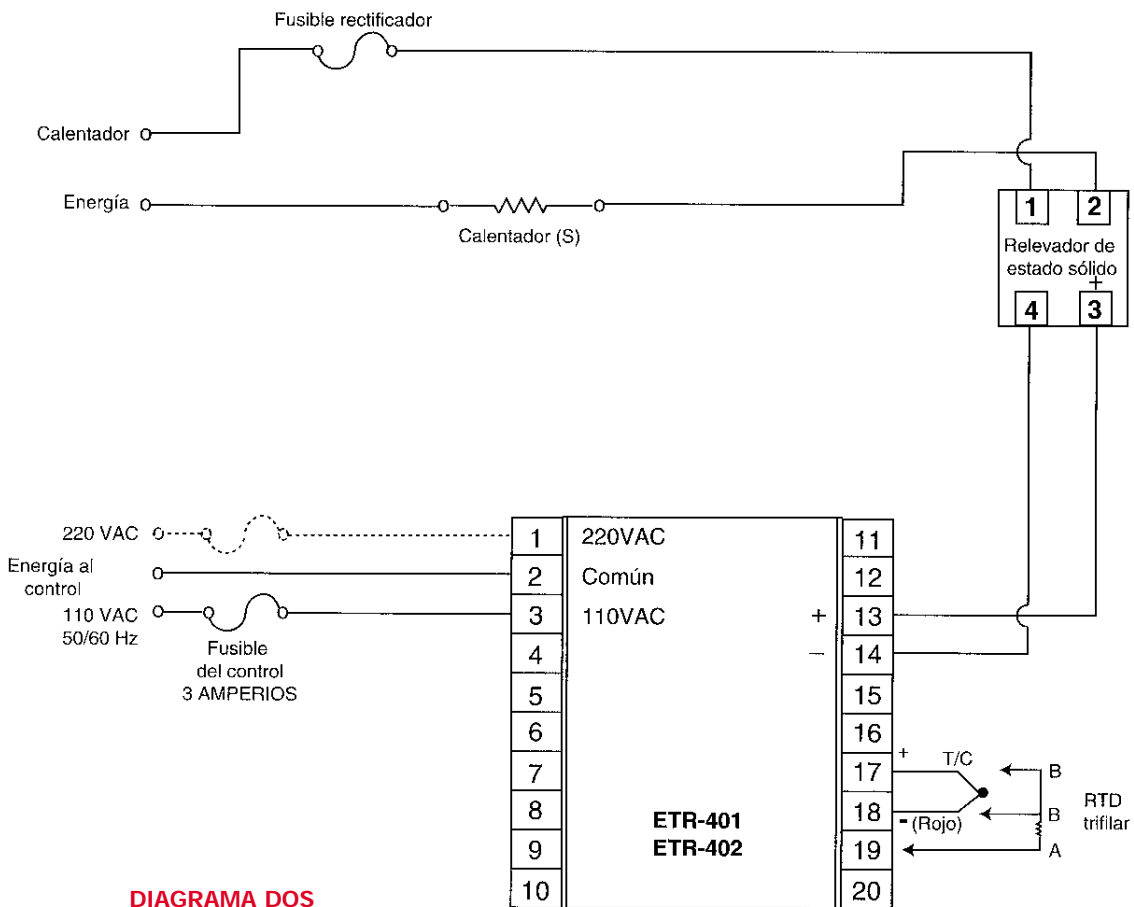 Fusible rectificador
Calentador
Energía
Calentador (S)
1 2
Relevador de
estado sólido
+
4 3
220 VAC
Energía al
control
110 VAC
50/60 Hz
Fusible
del control
3 AMPERIOS
1 220VAC
2 Común
3 110VAC
4
5
6
7
8
9
10
11
12
+ 13
− 14
15
16
17
18
19
20
+ T/C
- (Rojo)
B
B
A
RTD
trifilar
ETR-401
ETR-402
DIAGRAMA DOS